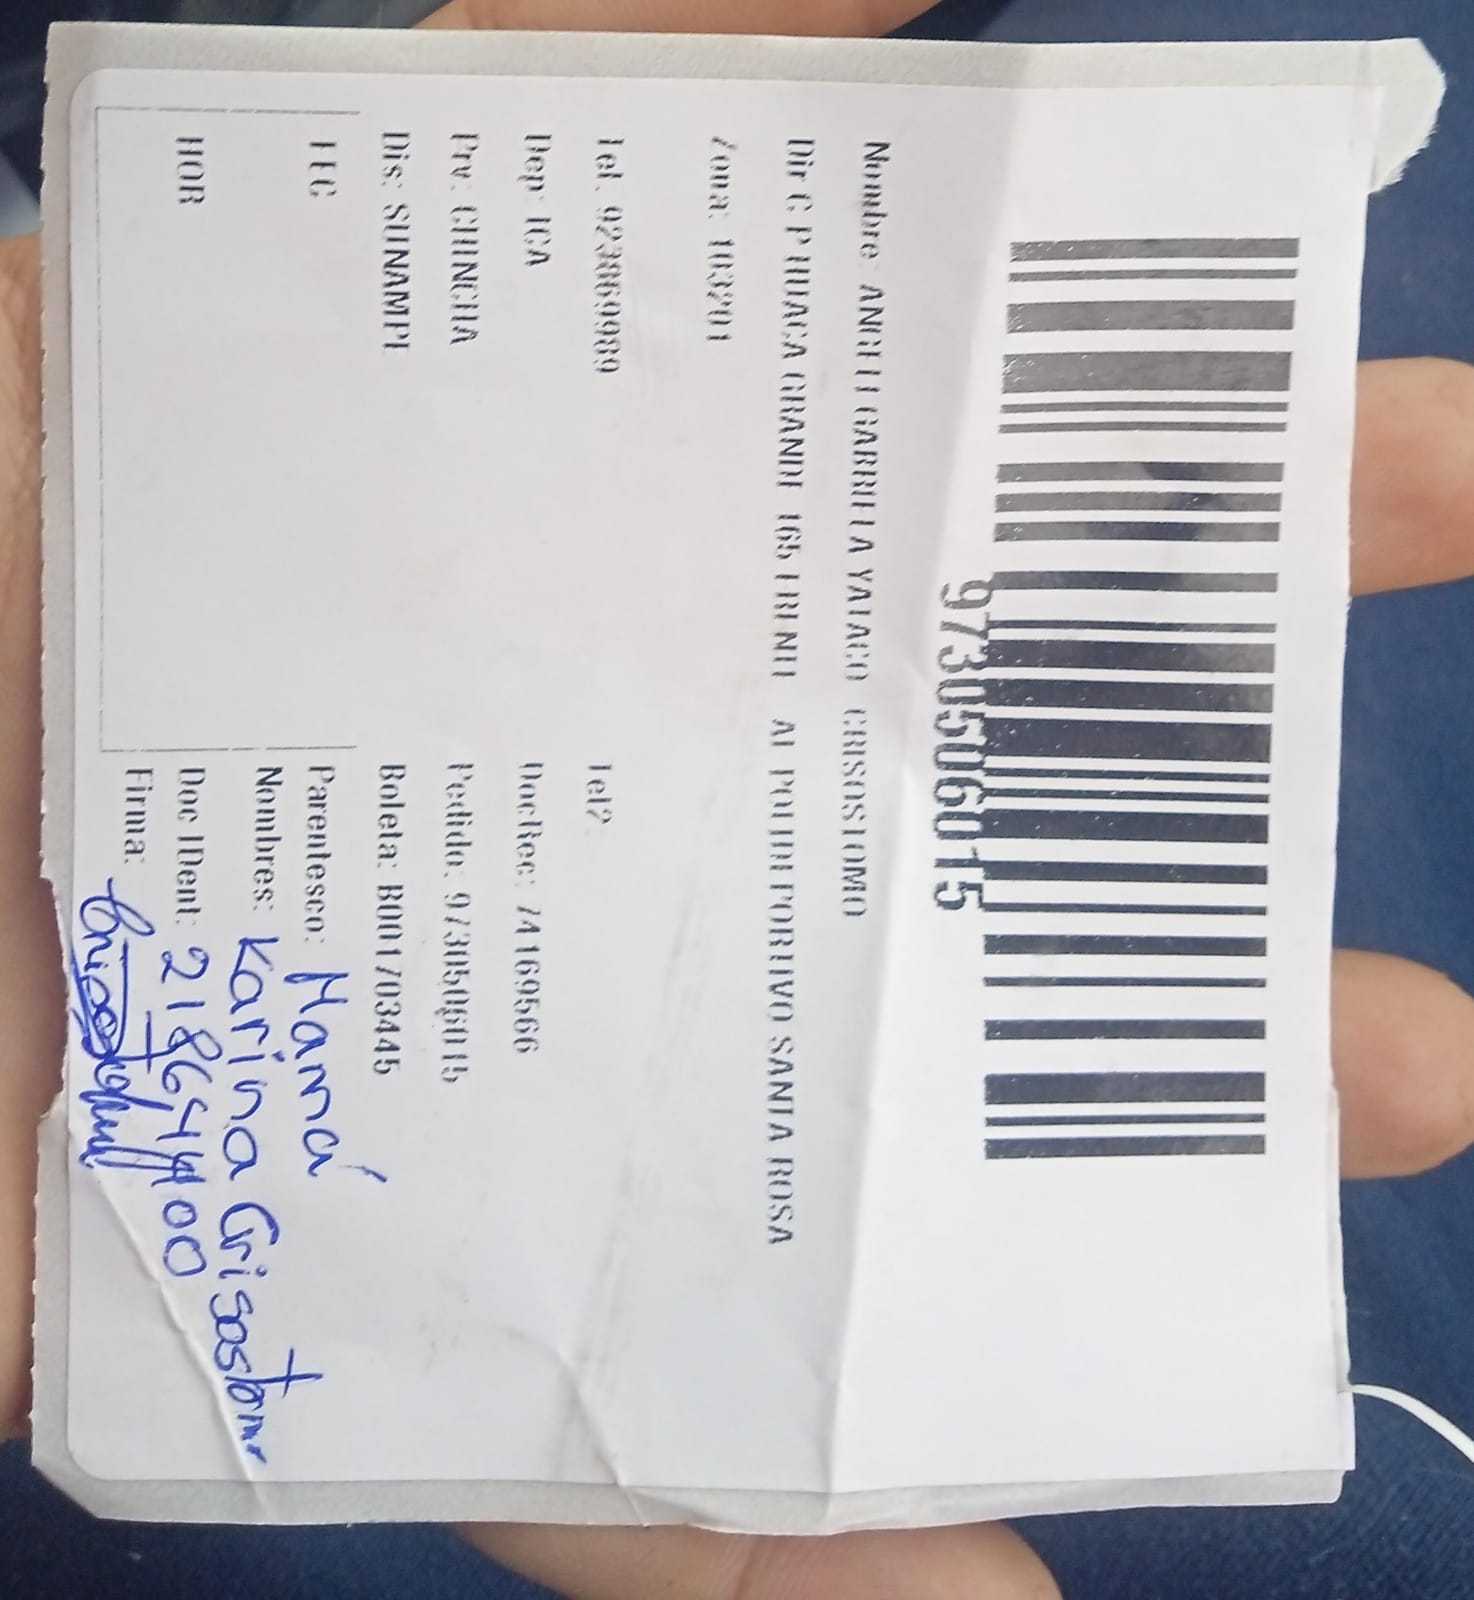 9730506015
Nombre: ANGELI GABRIELA YATACO CRISOSTOMO
Dir C P HUACA GRANDE 165 FRENTE AL POLIDEPORTIVO SANTA ROSA
Zona: 103201
Tel: 923869989 Tel2:
Dep: ICA DocRec: 74169566
Prv: CHINCHA Pedido: 9730506015
Dis: SUNAMPE Boleta: B001703445
FEC Parentesco: Mamá
Nombres: Karina Crisostomo
HOR Doc IDent: 21864400
Firma: